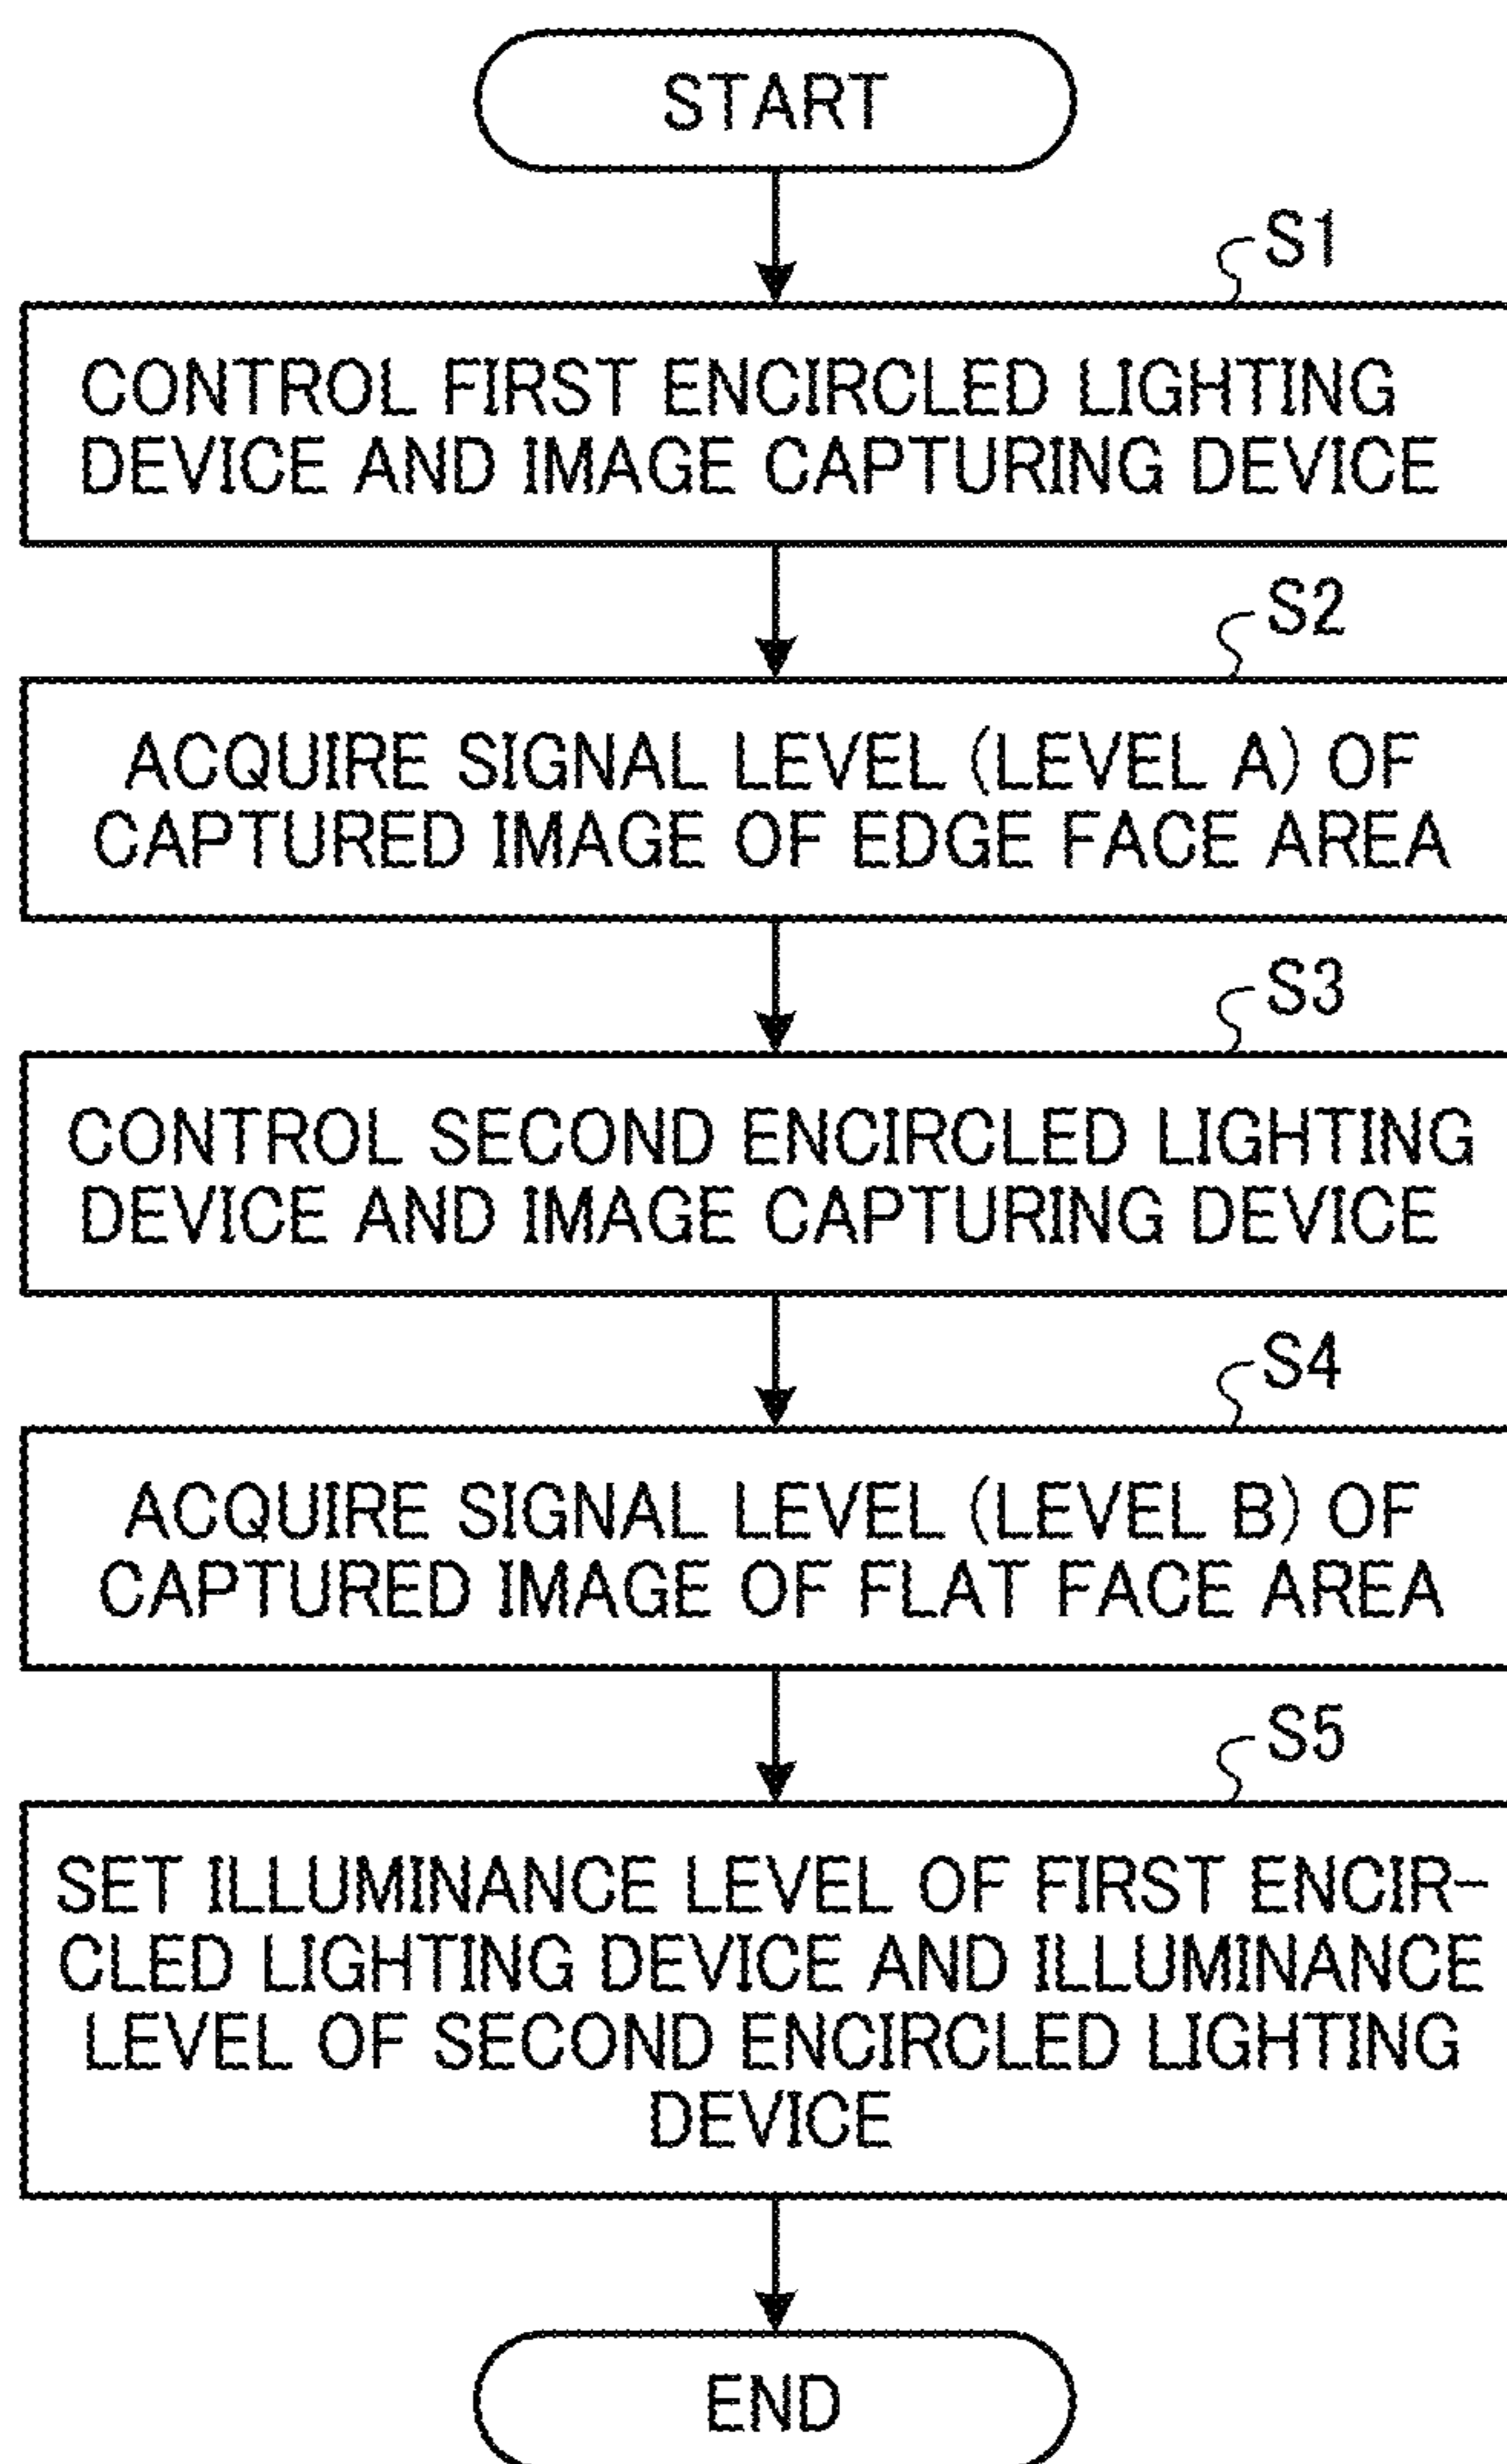 START
S1
CONTROL FIRST ENCIRCLED LIGHTING
DEVICE AND IMAGE CAPTURING DEVICE
S2
ACQUIRE SIGNAL LEVEL (LEVEL A) OF
CAPTURED IMAGE OF EDGE FACE AREA
S3
CONTROL SECOND ENCIRCLED LIGHTING
DEVICE AND IMAGE CAPTURING DEVICE
S4
ACQUIRE SIGNAL LEVEL (LEVEL B) OF
CAPTURED IMAGE OF FLAT FACE AREA
S5
SET ILLUMINANCE LEVEL OF FIRST ENCIR-
CLED LIGHTING DEVICE AND ILLUMINANCE
LEVEL OF SECOND ENCIRCLED LIGHTING
DEVICE
END